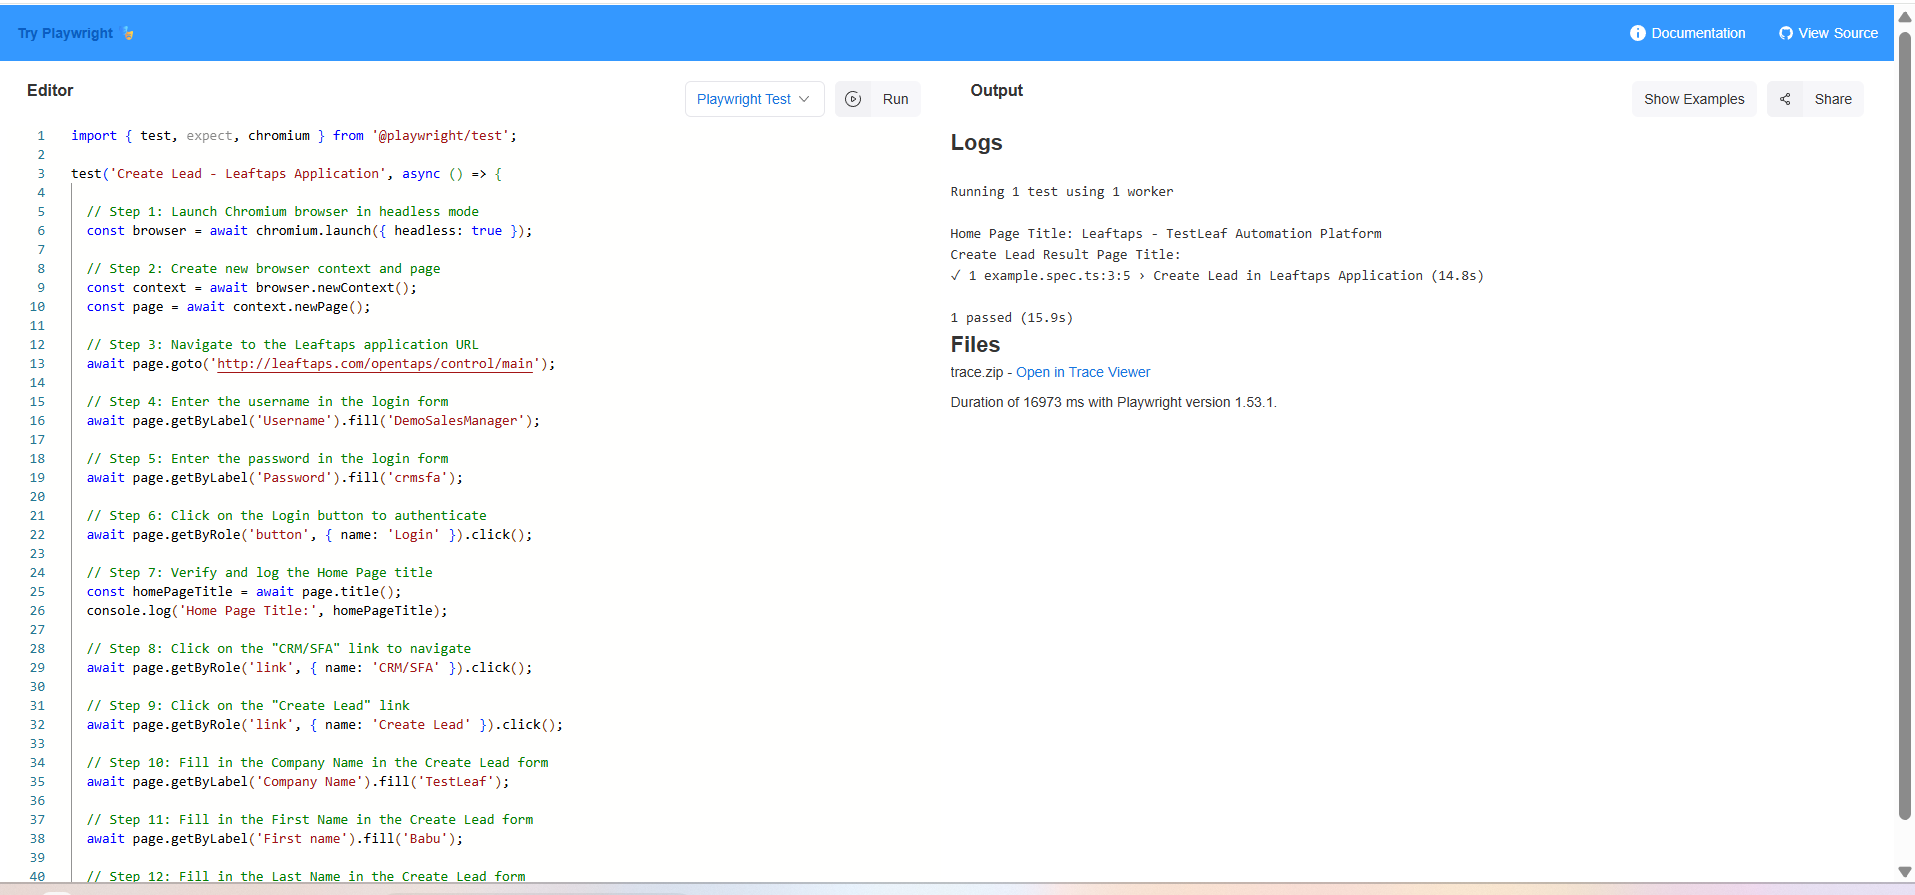 Try Playwright
Documentation
View Source
Editor
Playwright Test
Run
1 import { test, expect, chromium } from '@playwright/test';
2
3 test('Create Lead - Leaftaps Application', async () => {
4
5 // Step 1: Launch Chromium browser in headless mode
6 const browser = await chromium.launch({ headless: true });
7
8 // Step 2: Create new browser context and page
9 const context = await browser.newContext();
10 const page = await context.newPage();
11
12 // Step 3: Navigate to the Leaftaps application URL
13 await page.goto('http://leaftaps.com/opentaps/control/main');
14
15 // Step 4: Enter the username in the login form
16 await page.getByLabel('Username').fill('DemoSalesManager');
17
18 // Step 5: Enter the password in the login form
19 await page.getByLabel('Password').fill('crmsfa');
20
21 // Step 6: Click on the Login button to authenticate
22 await page.getByRole('button', { name: 'Login' }).click();
23
24 // Step 7: Verify and log the Home Page title
25 const homePageTitle = await page.title();
26 console.log('Home Page Title:', homePageTitle);
27
28 // Step 8: Click on the "CRM/SFA" link to navigate
29 await page.getByRole('link', { name: 'CRM/SFA' }).click();
30
31 // Step 9: Click on the "Create Lead" link
32 await page.getByRole('link', { name: 'Create Lead' }).click();
33
34 // Step 10: Fill in the Company Name in the Create Lead form
35 await page.getByLabel('Company Name').fill('TestLeaf');
36
37 // Step 11: Fill in the First Name in the Create Lead form
38 await page.getByLabel('First name').fill('Babu');
39
40 // Step 12: Fill in the Last Name in the Create Lead form
Output
Show Examples
Share
Logs
Running 1 test using 1 worker
Home Page Title: Leaftaps - TestLeaf Automation Platform
Create Lead Result Page Title:
✓ 1 example.spec.ts:3:5 › Create Lead in Leaftaps Application (14.8s)
1 passed (15.9s)
Files
trace.zip - Open in Trace Viewer
Duration of 16973 ms with Playwright version 1.53.1.